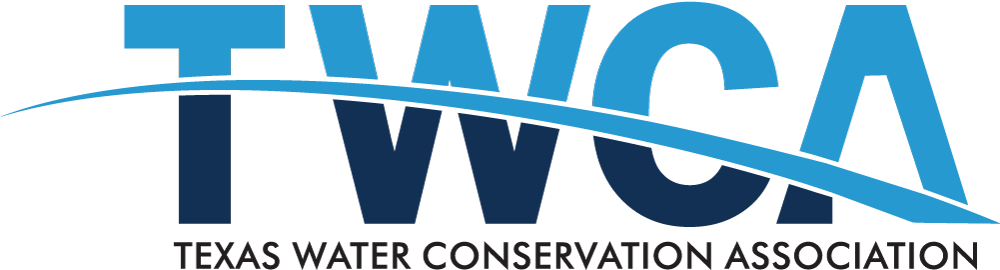 TWCA
TEXAS WATER CONSERVATION ASSOCIATION